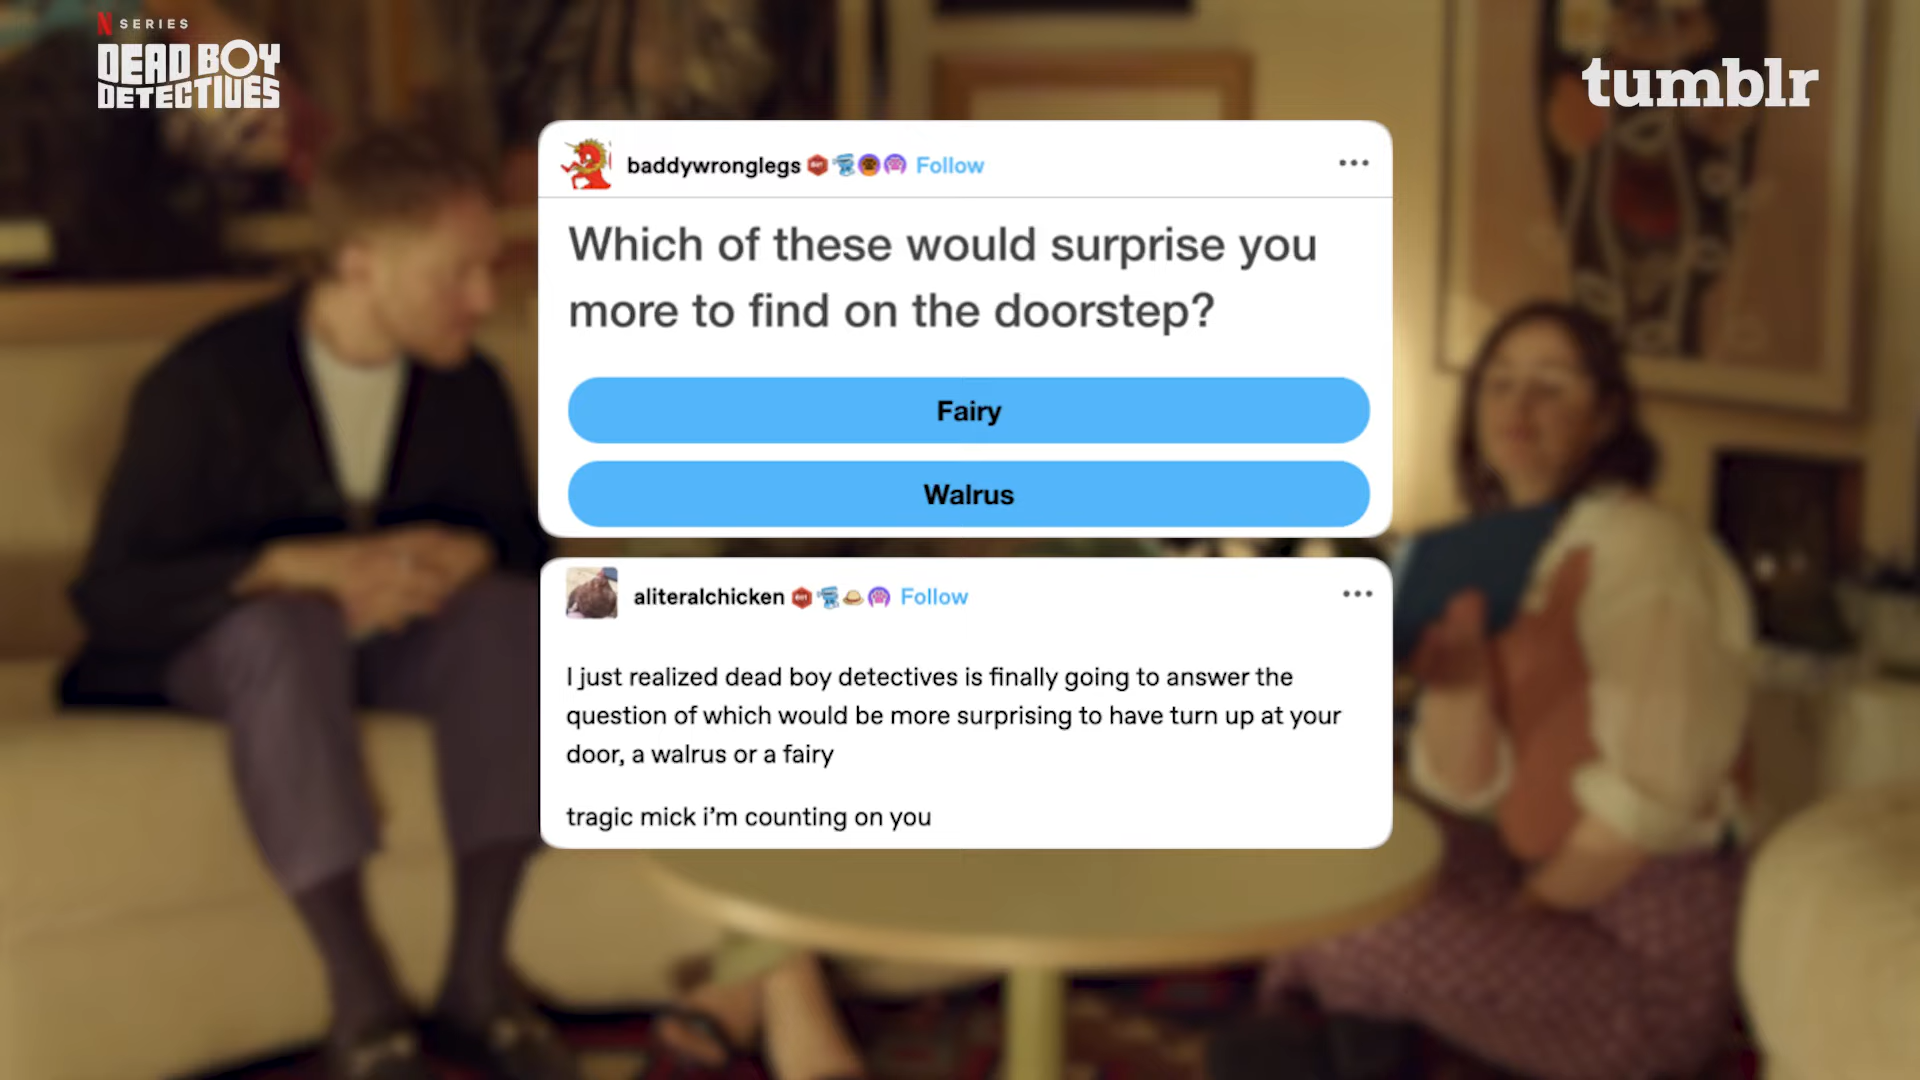 N SERIES
DEAD BOY
DETECTIVES
tumblr
baddywronglegs Follow
Which of these would surprise you
more to find on the doorstep?
Fairy
Walrus
aliteralchicken Follow
I just realized dead boy detectives is finally going to answer the
question of which would be more surprising to have turn up at your
door, a walrus or a fairy
tragic mick i’m counting on you